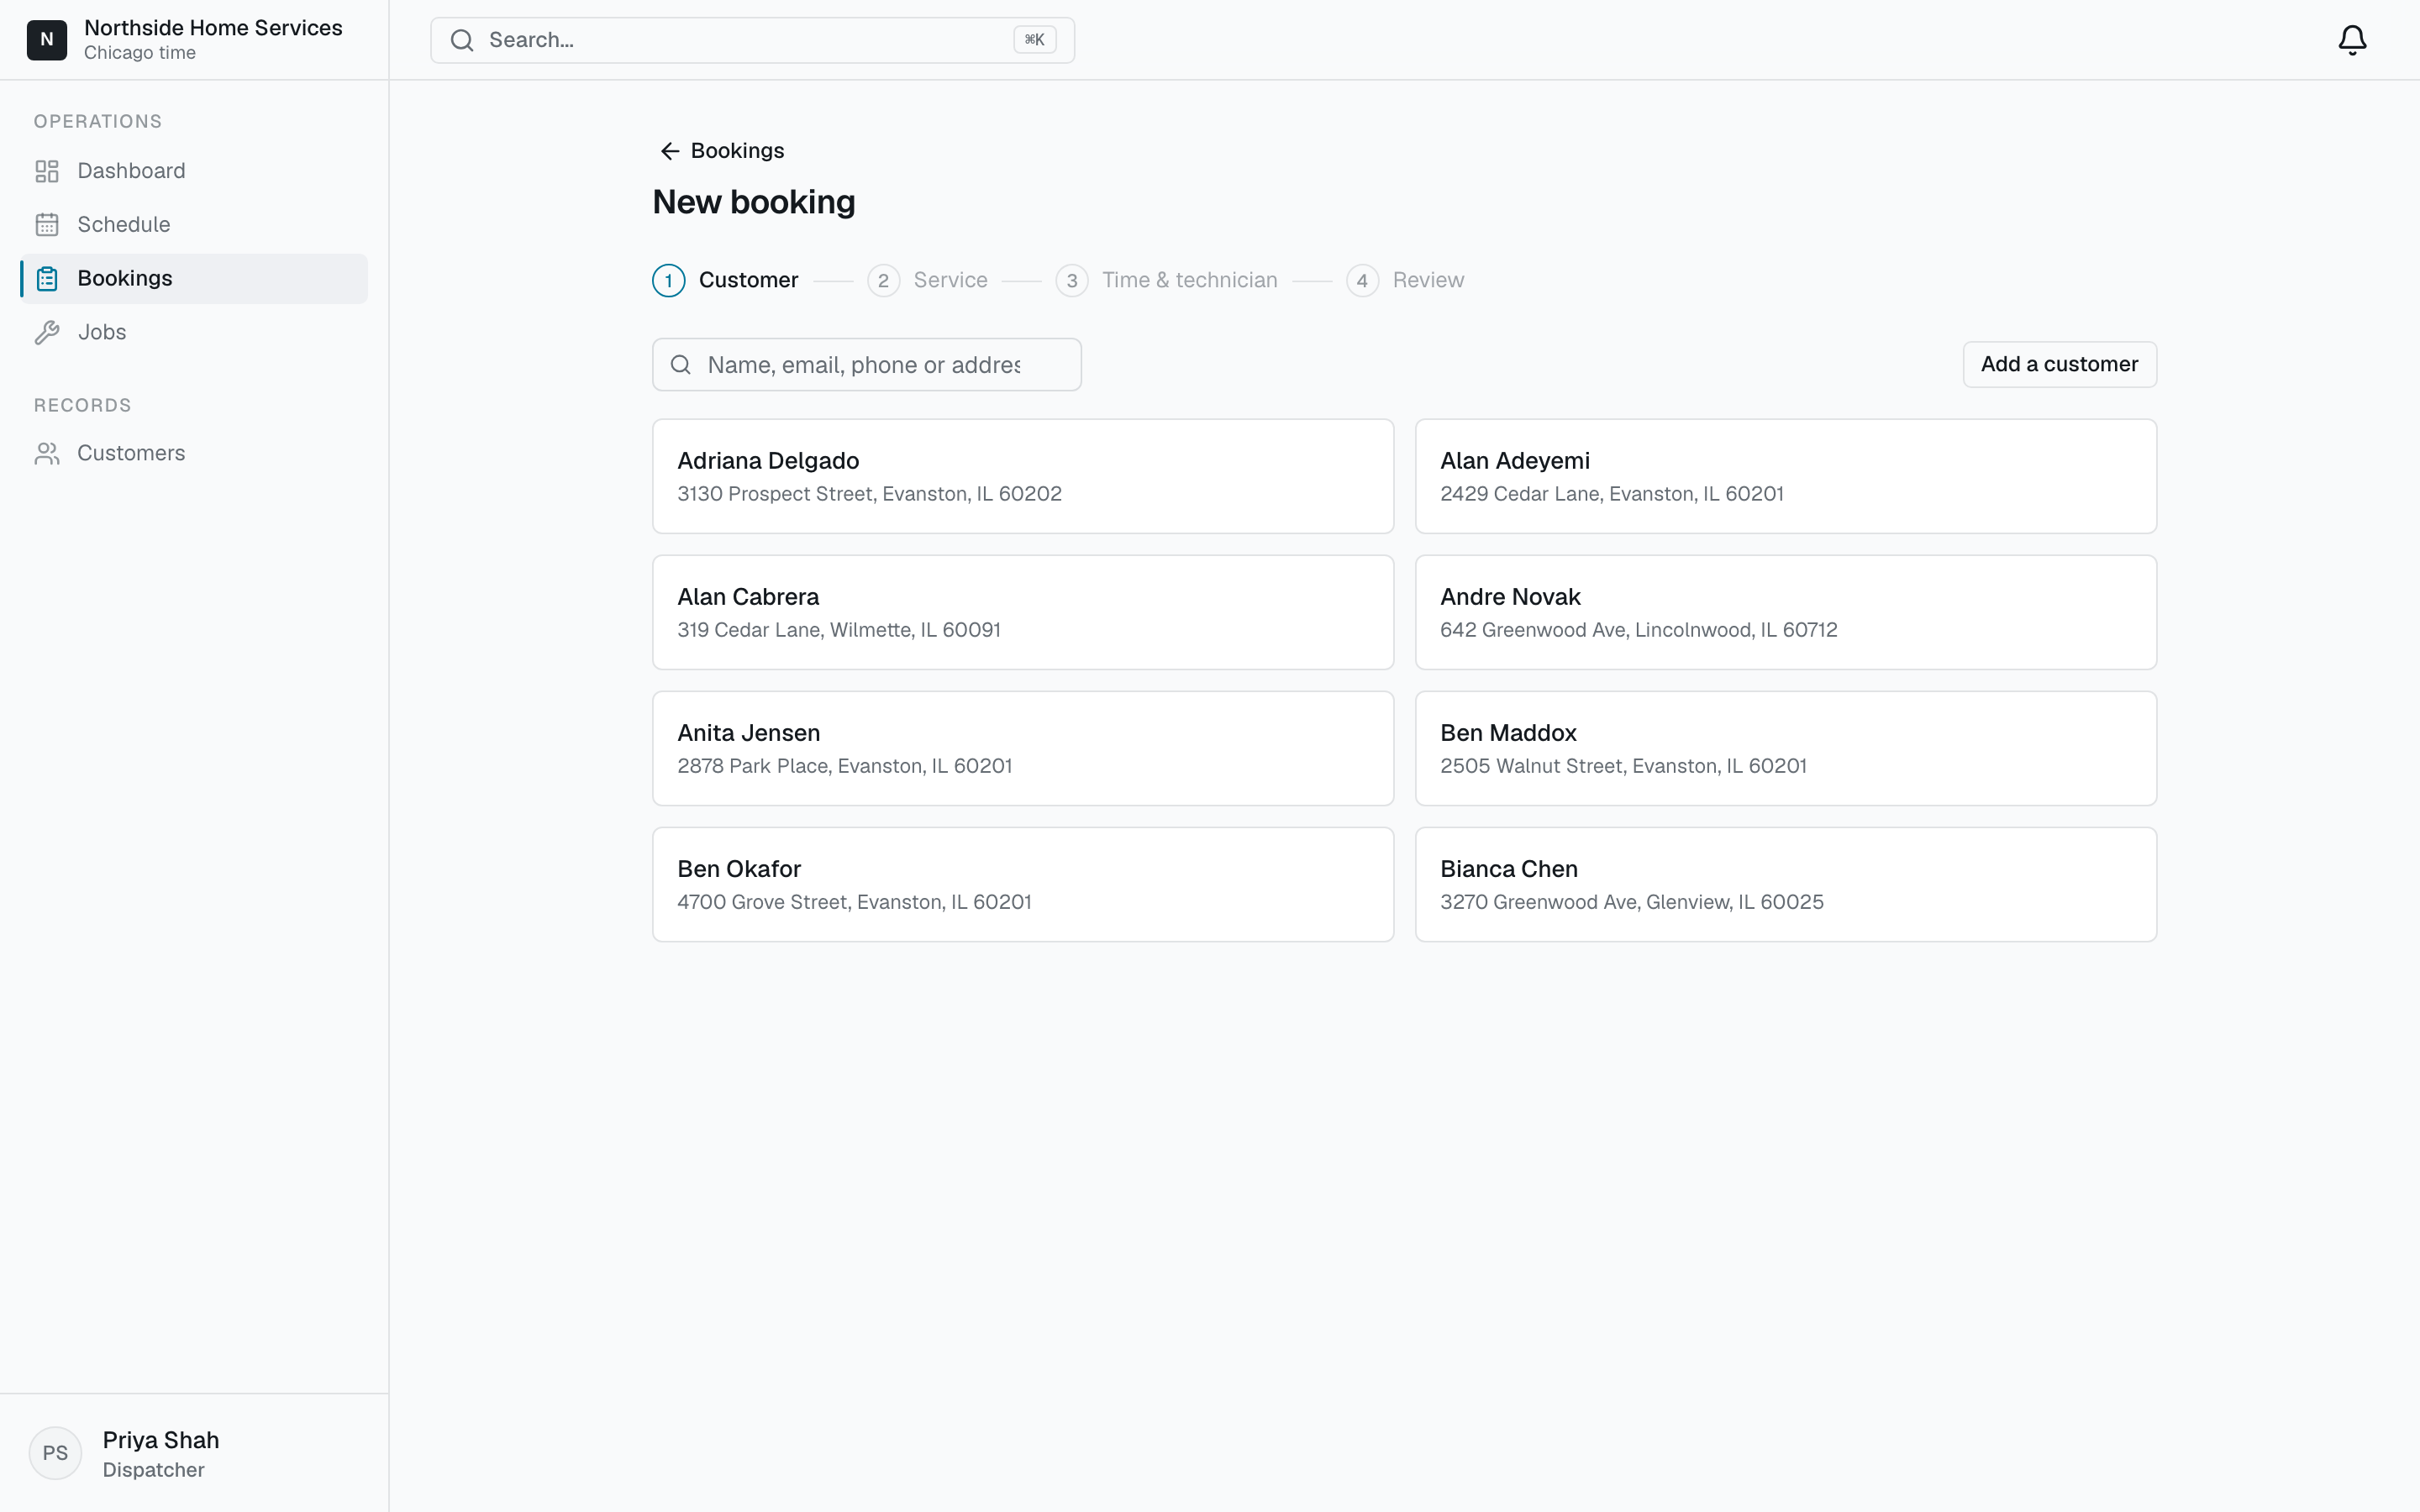 N
Northside Home Services
Chicago time
Search...
⌘K
OPERATIONS
Dashboard
Schedule
Bookings
Jobs
RECORDS
Customers
Bookings
New booking
1 Customer
2 Service
3 Time & technician
4 Review
Name, email, phone or addres
Add a customer
Adriana Delgado
3130 Prospect Street, Evanston, IL 60202
Alan Adeyemi
2429 Cedar Lane, Evanston, IL 60201
Alan Cabrera
319 Cedar Lane, Wilmette, IL 60091
Andre Novak
642 Greenwood Ave, Lincolnwood, IL 60712
Anita Jensen
2878 Park Place, Evanston, IL 60201
Ben Maddox
2505 Walnut Street, Evanston, IL 60201
Ben Okafor
4700 Grove Street, Evanston, IL 60201
Bianca Chen
3270 Greenwood Ave, Glenview, IL 60025
PS
Priya Shah
Dispatcher